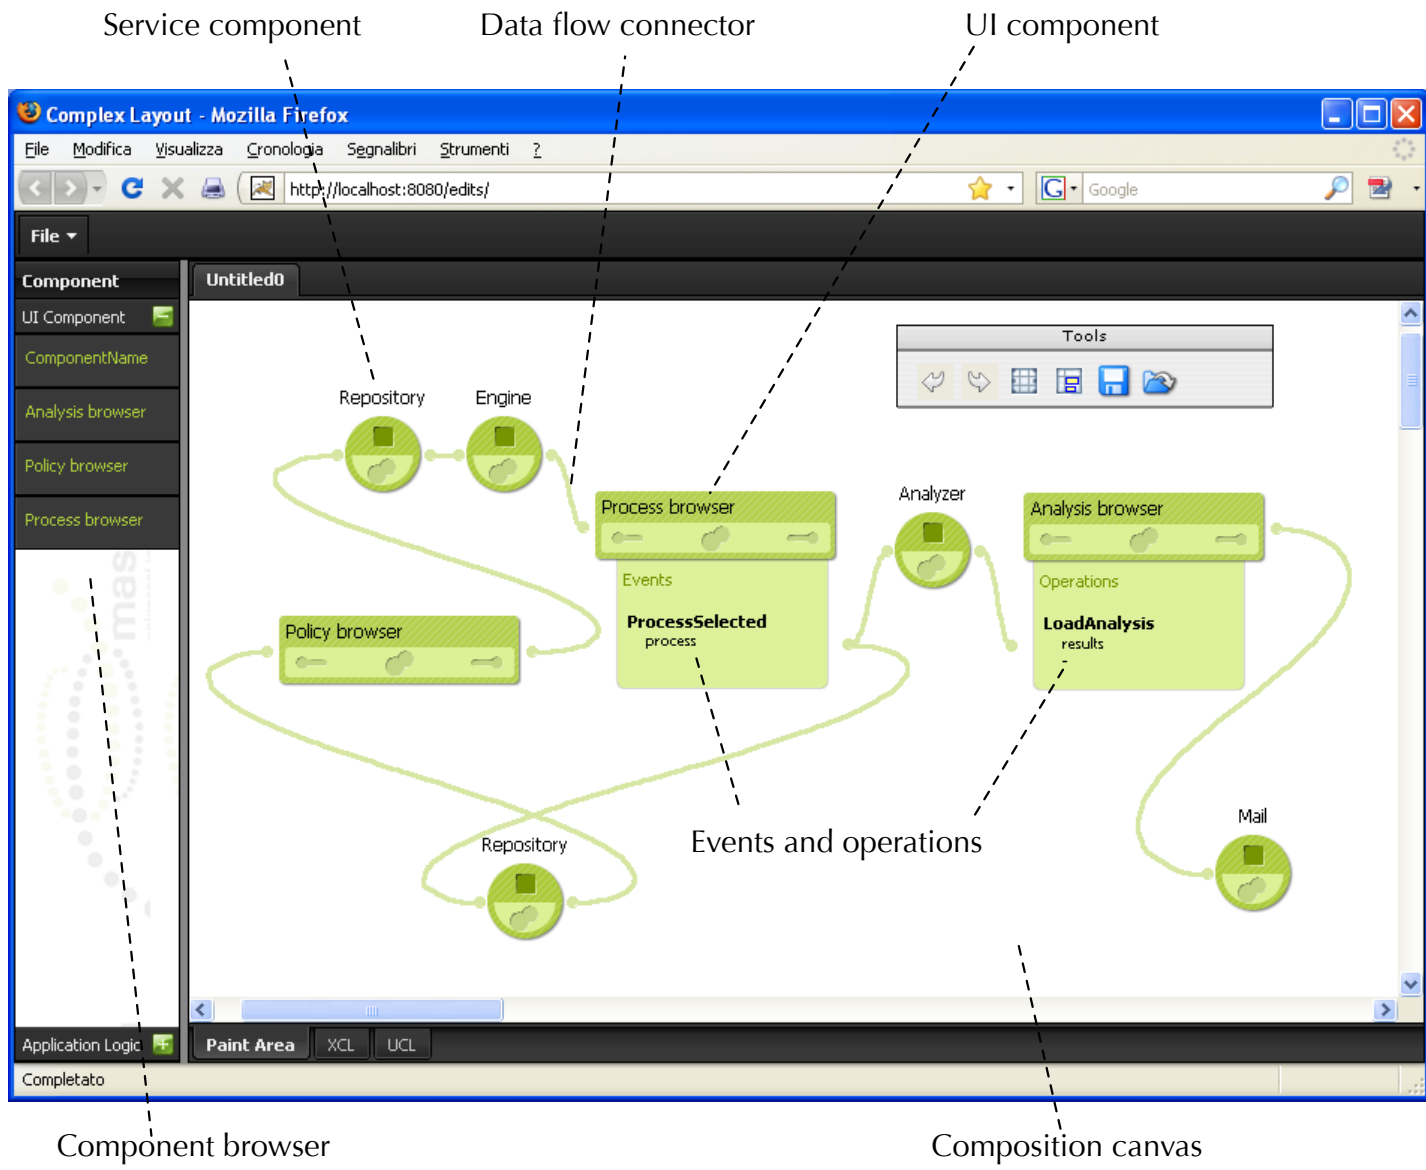 Service component
Data flow connector
UI component
Complex Layout - Mozilla Firefox
File Modifica Visualizza Cronologia Segnalibri Strumenti ?
http://localhost:8080/edits/
G Google
File
Component
Untitled0
UI Component
Tools
ComponentName
Repository
Engine
Analysis browser
Policy browser
Process browser
Process browser
Analyzer
Analysis browser
Events
Operations
ProcessSelected
process
LoadAnalysis
results
-
Policy browser
mas
Events and operations
Repository
Mail
Application Logic
Paint Area XCL UCL
Completato
Component browser
Composition canvas